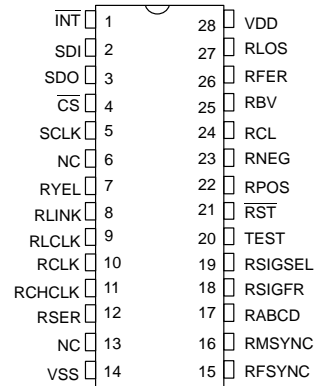 INT 1 28 VDD
SDI 2 27 RLOS
SDO 3 26 RFER
CS 4 25 RBV
SCLK 5 24 RCL
NC 6 23 RNEG
RYEL 7 22 RPOS
RLINK 8 21 RST
RLCLK 9 20 TEST
RCLK 10 19 RSIGSEL
RCHCLK 11 18 RSIGFR
RSER 12 17 RABCD
NC 13 16 RMSYNC
VSS 14 15 RFSYNC